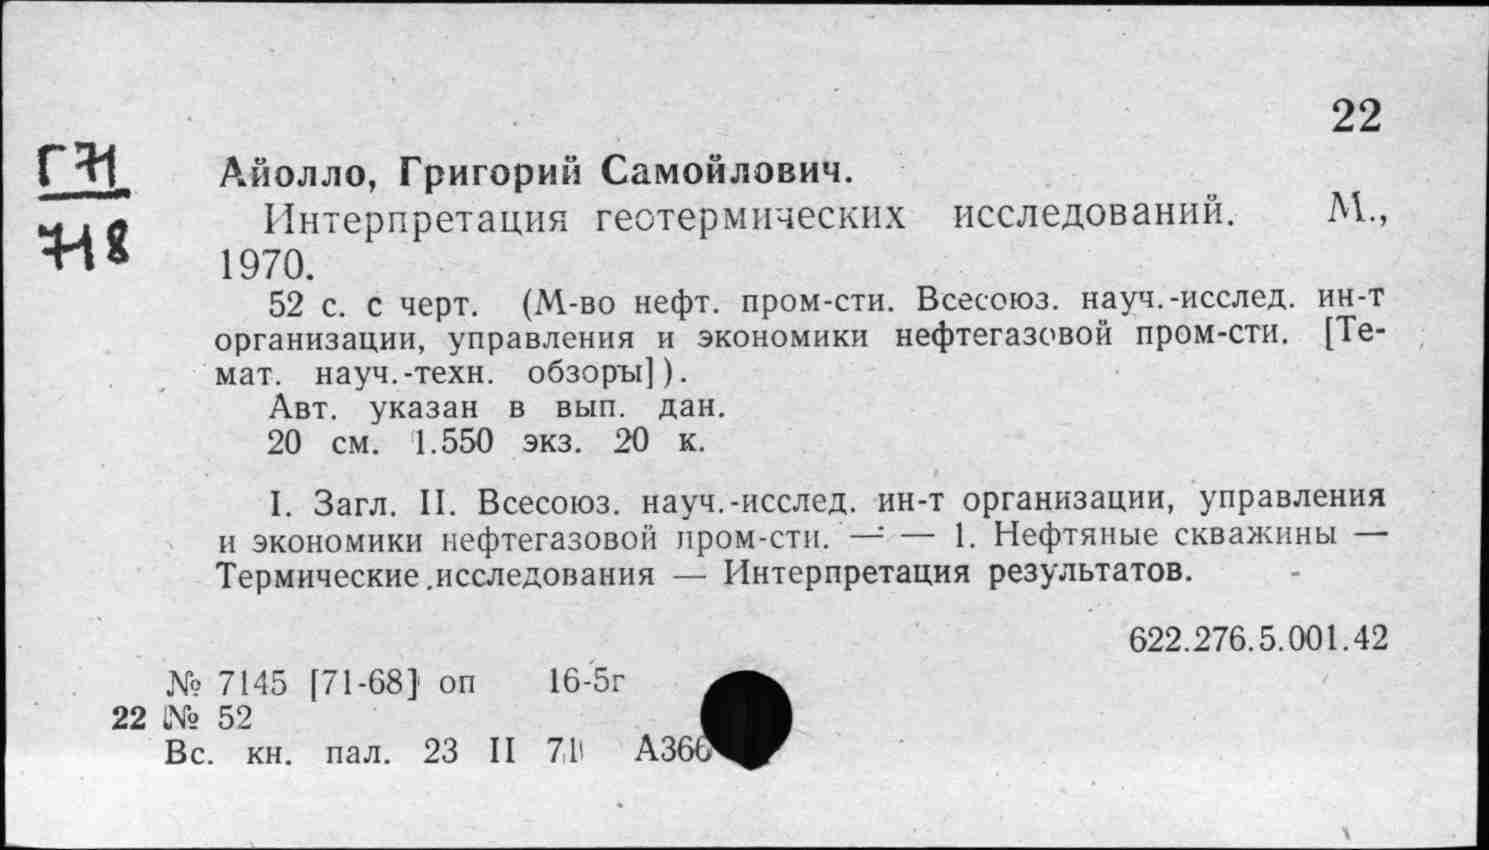 22
Айолло, Григорий Самойлович.
Интерпретация геотермических исследований. М.,
1970.
52 с. с черт. (М-во нефт. пром-сти. Всесоюз. науч.-исслед. ин-т
организации, управления и экономики нефтегазовой пром-сти. [Те-
мат. науч.-техн. обзоры]).
Авт. указан в вып. дан.
20 см. 1.550 экз. 20 к.
I. Загл. II. Всесоюз. науч.-исслед. ин-т организации, управления
и экономики нефтегазовой пром-сти. — — 1. Нефтяные скважины —
Термические исследования — Интерпретация результатов.
622.276.5.001.42
№ 7145 [71-68] оп 16-5г
22 № 52
Вс. кн. пал. 23 II 71